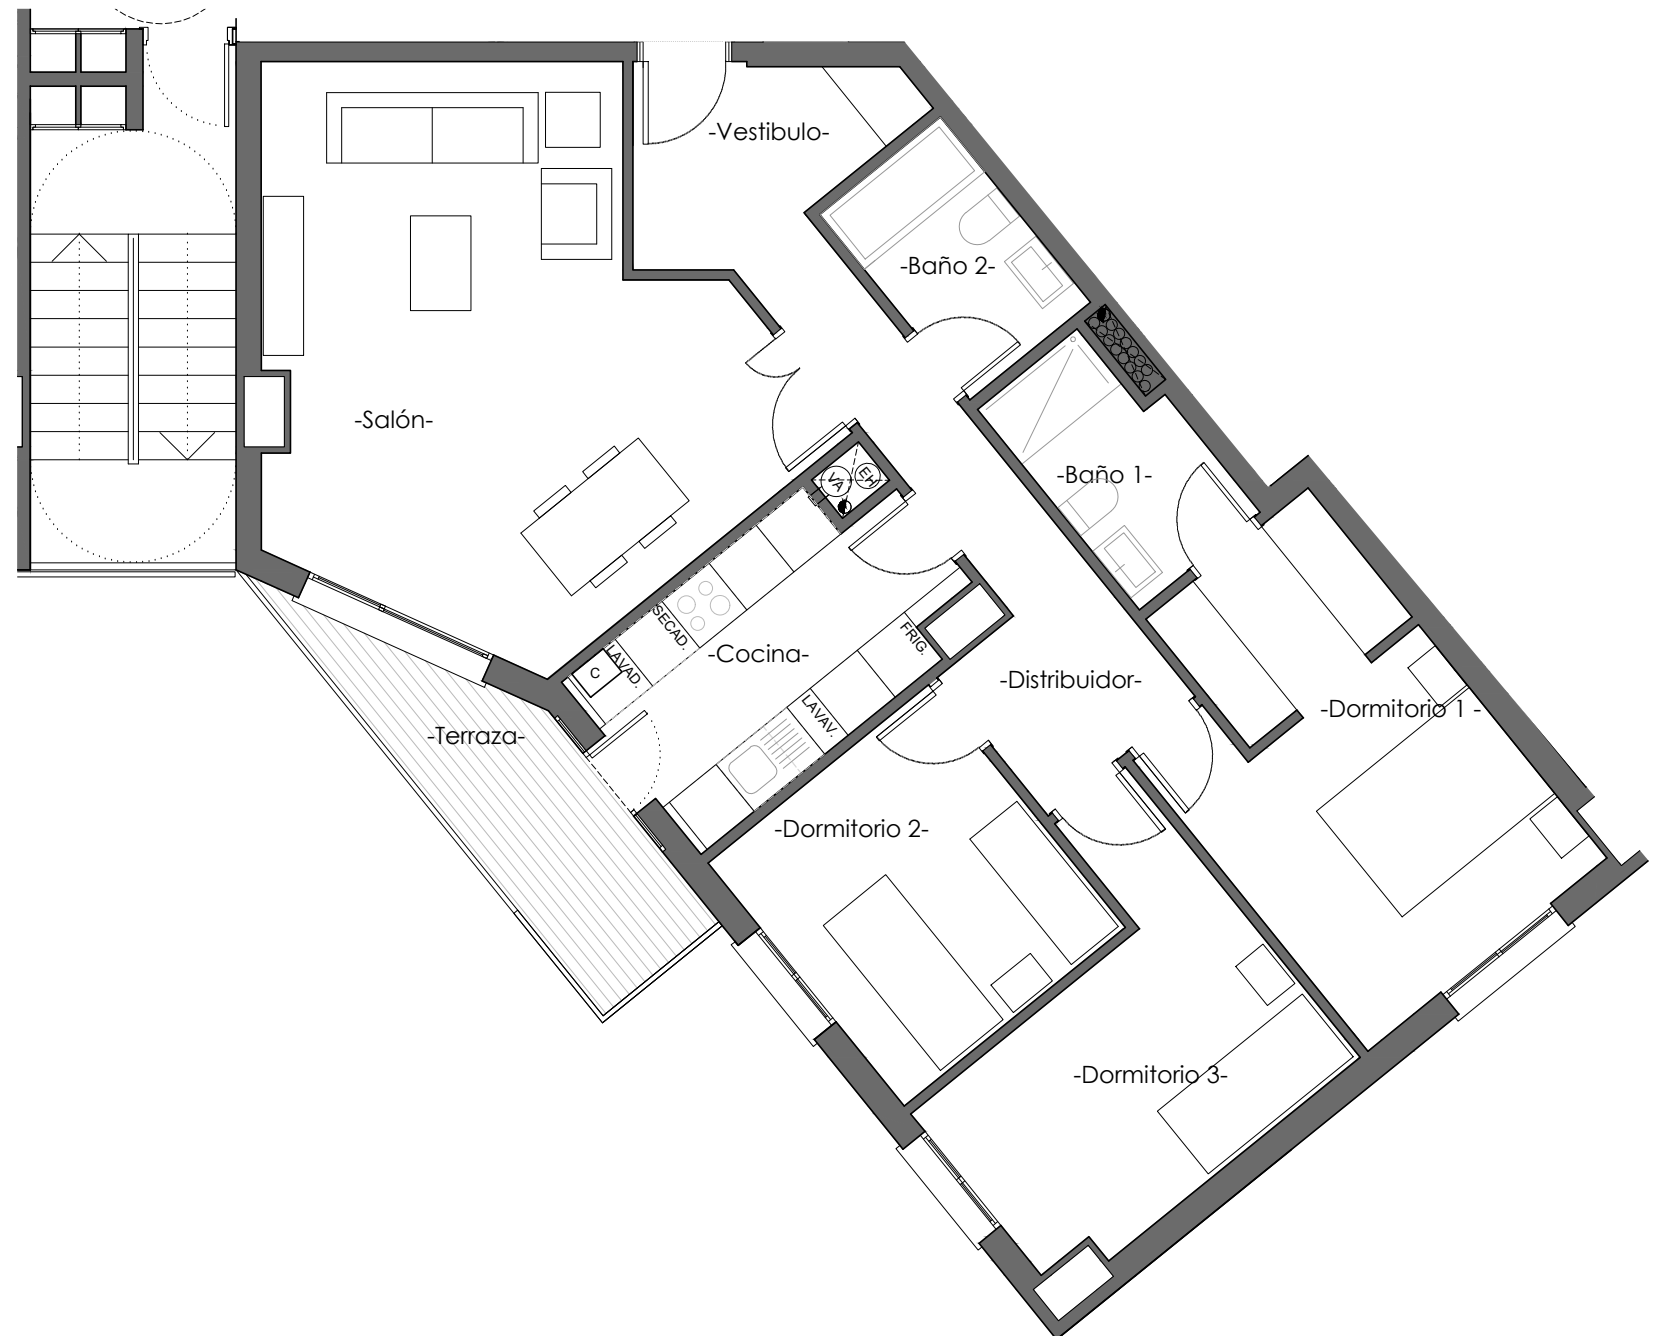 -Vestibulo-
-Baño 2-
-Salón-
-Baño 1-
VA
EH
SECAD.
LAVAD.
C
-Cocina-
FRIG.
-Distribuidor-
LAVAV.
-Dormitorio 1 -
-Terraza-
-Dormitorio 2-
-Dormitorio 3-